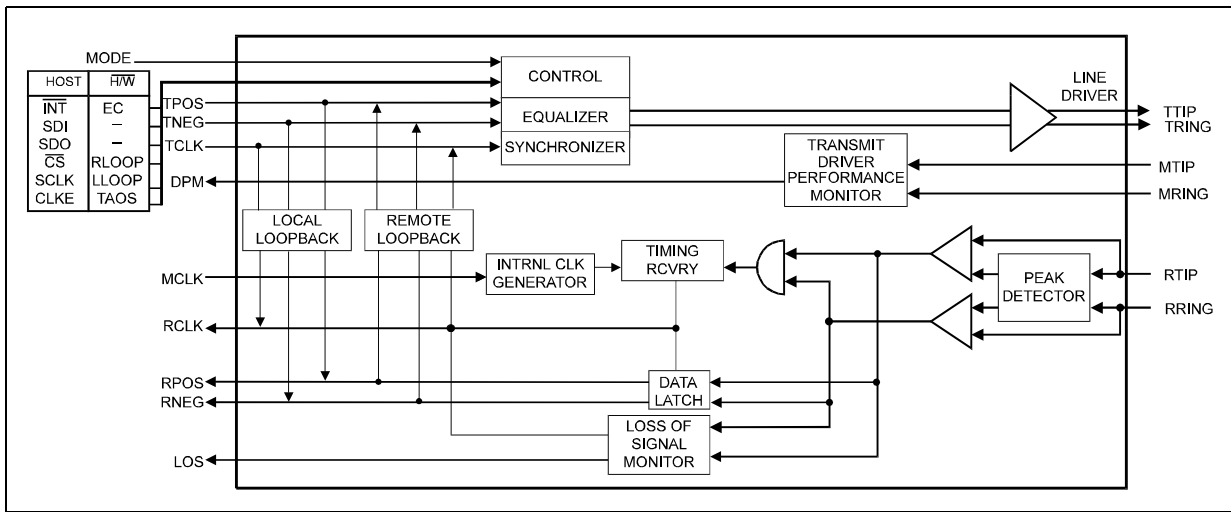 MODE
HOST H/W
INT EC
SDI –
SDO –
CS RLOOP
SCLK LLOOP
CLKE TAOS
TPOS
TNEG
TCLK
DPM
CONTROL
EQUALIZER
SYNCHRONIZER
LINE
DRIVER
TTIP
TRING
TRANSMIT
DRIVER
PERFORMANCE
MONITOR
MTIP
MRING
LOCAL
LOOPBACK
REMOTE
LOOPBACK
MCLK
INTRNL CLK
GENERATOR
TIMING
RCVRY
PEAK
DETECTOR
RTIP
RRING
RCLK
RPOS
RNEG
DATA
LATCH
LOSS OF
SIGNAL
MONITOR
LOS